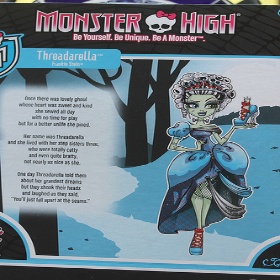 MONSTER HIGH
Be Yourself. Be Unique. Be A Monster.
Threadarella
Frankie Stein
Once there was lovely ghoul
whose heart was sweet and kind
she sewed all day
with no time for play
but for a butter unlife she pined.
Her name was Threadarella
and she lived with her step sisters three,
who were totally catty
and even quite bratty,
not nearly as nice as she.
One day Threadarella told them
about her grandest dreams
but they shook their heads
and laughed as they said,
"You'll just fall apart at the seams."